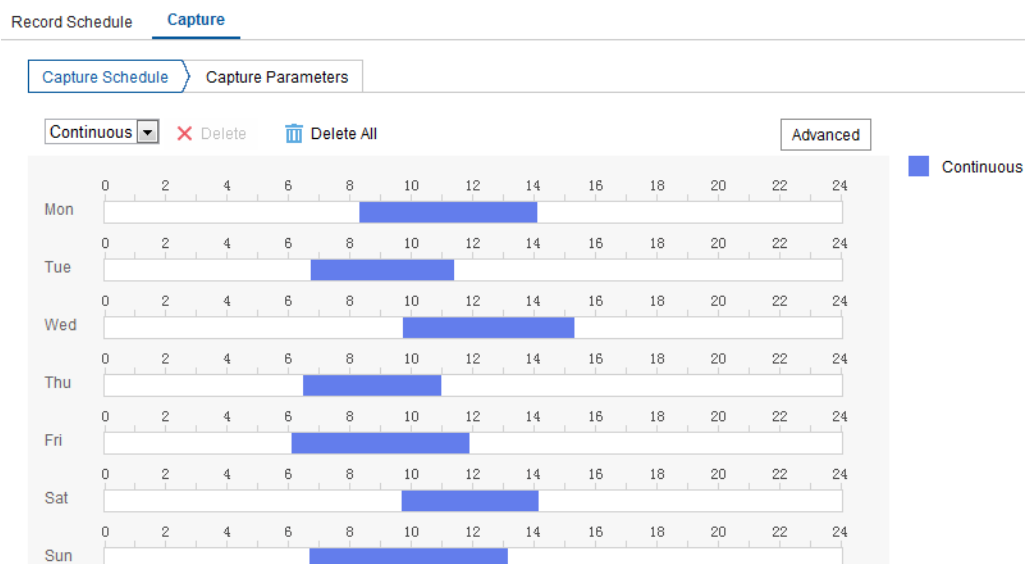 Record Schedule Capture
Capture Schedule Capture Parameters
Continuous Delete Delete All Advanced
Continuous
0 2 4 6 8 10 12 14 16 18 20 22 24
Mon
0 2 4 6 8 10 12 14 16 18 20 22 24
Tue
0 2 4 6 8 10 12 14 16 18 20 22 24
Wed
0 2 4 6 8 10 12 14 16 18 20 22 24
Thu
0 2 4 6 8 10 12 14 16 18 20 22 24
Fri
0 2 4 6 8 10 12 14 16 18 20 22 24
Sat
0 2 4 6 8 10 12 14 16 18 20 22 24
Sun